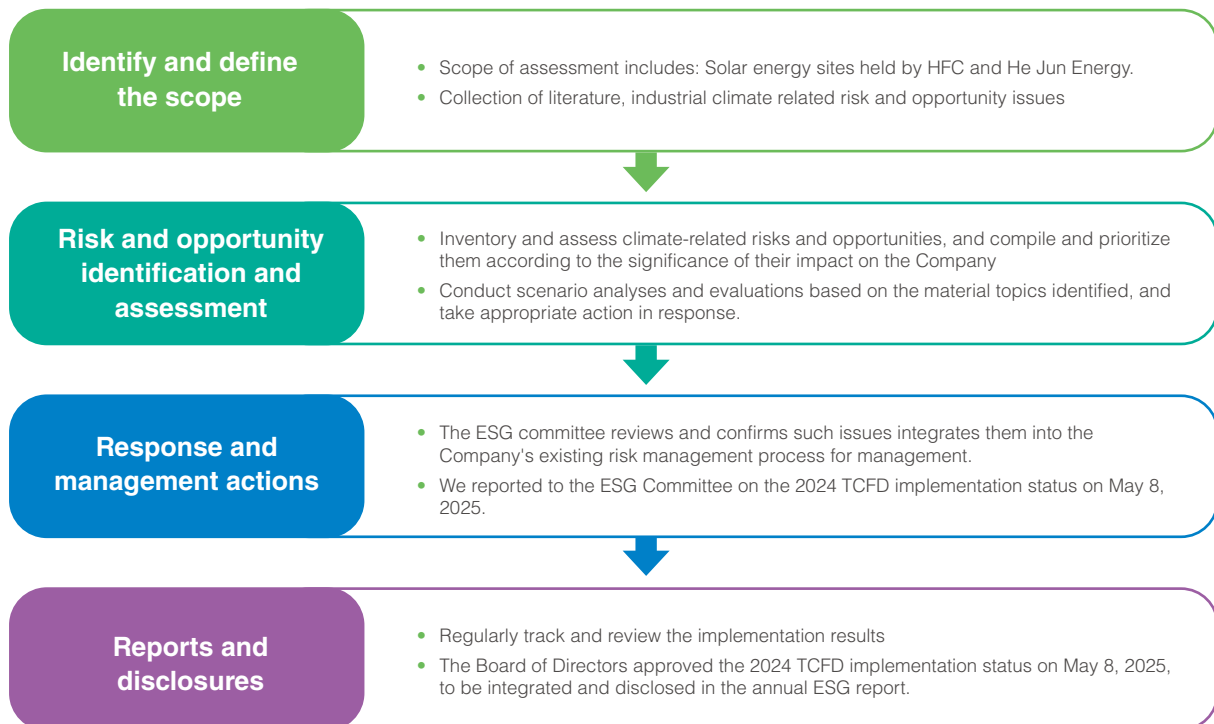 Identify and define
the scope
• Scope of assessment includes: Solar energy sites held by HFC and He Jun Energy.
• Collection of literature, industrial climate related risk and opportunity issues
Risk and opportunity
identification and
assessment
• Inventory and assess climate-related risks and opportunities, and compile and prioritize
them according to the significance of their impact on the Company
• Conduct scenario analyses and evaluations based on the material topics identified, and
take appropriate action in response.
Response and
management actions
• The ESG committee reviews and confirms such issues integrates them into the
Company's existing risk management process for management.
• We reported to the ESG Committee on the 2024 TCFD implementation status on May 8,
2025.
Reports and
disclosures
• Regularly track and review the implementation results
• The Board of Directors approved the 2024 TCFD implementation status on May 8, 2025,
to be integrated and disclosed in the annual ESG report.